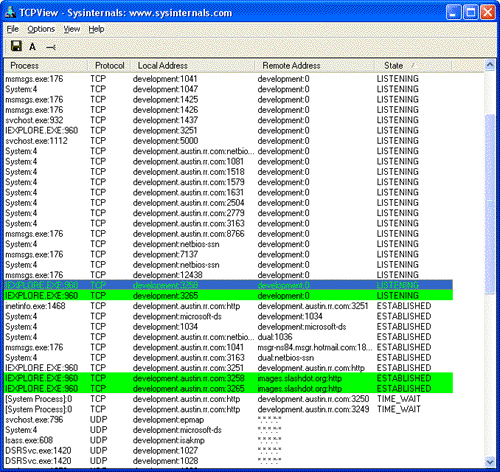 TCPView - Sysinternals: www.sysinternals.com
File Options View Help
A
Process Protocol Local Address Remote Address State
msmsgs.exe:176 TCP development:1041 development:0 LISTENING
System:4 TCP development:1047 development:0 LISTENING
msmsgs.exe:176 TCP development:1425 development:0 LISTENING
msmsgs.exe:176 TCP development:1426 development:0 LISTENING
svchost.exe:932 TCP development:1437 development:0 LISTENING
IEXPLORE.EXE:960 TCP development:3251 development:0 LISTENING
svchost.exe:1112 TCP development:5000 development:0 LISTENING
System:4 TCP development.austin.rr.com:netbio... development:0 LISTENING
System:4 TCP development.austin.rr.com:1081 development:0 LISTENING
System:4 TCP development.austin.rr.com:1518 development:0 LISTENING
System:4 TCP development.austin.rr.com:1579 development:0 LISTENING
System:4 TCP development.austin.rr.com:1631 development:0 LISTENING
System:4 TCP development.austin.rr.com:2504 development:0 LISTENING
System:4 TCP development.austin.rr.com:2779 development:0 LISTENING
System:4 TCP development.austin.rr.com:3163 development:0 LISTENING
msmsgs.exe:176 TCP development.austin.rr.com:8766 development:0 LISTENING
System:4 TCP development:netbios-ssn development:0 LISTENING
msmsgs.exe:176 TCP development:7137 development:0 LISTENING
System:4 TCP development:netbios-ssn development:0 LISTENING
msmsgs.exe:176 TCP development:12438 development:0 LISTENING
IEXPLORE.EXE:960 TCP development:3258 development:0 LISTENING
IEXPLORE.EXE:960 TCP development:3265 development:0 LISTENING
inetinfo.exe:1468 TCP development.austin.rr.com:http development.austin.rr.com:3251 ESTABLISHED
System:4 TCP development:microsoft-ds development:1034 ESTABLISHED
System:4 TCP development:1034 development:microsoft-ds ESTABLISHED
System:4 TCP development.austin.rr.com:netbio... dual:1036 ESTABLISHED
msmsgs.exe:176 TCP development.austin.rr.com:1041 msgr-ns84.msgr.hotmail.com:18... ESTABLISHED
System:4 TCP development.austin.rr.com:3163 dual:netbios-ssn ESTABLISHED
IEXPLORE.EXE:960 TCP development.austin.rr.com:3251 development.austin.rr.com:http ESTABLISHED
IEXPLORE.EXE:960 TCP development.austin.rr.com:3258 images.slashdot.org:http ESTABLISHED
IEXPLORE.EXE:960 TCP development.austin.rr.com:3265 images.slashdot.org:http ESTABLISHED
[System Process]:0 TCP development.austin.rr.com:http development.austin.rr.com:3250 TIME_WAIT
[System Process]:0 TCP development.austin.rr.com:http development.austin.rr.com:3249 TIME_WAIT
svchost.exe:796 UDP development:epmap *.*.*.*:*
System:4 UDP development:microsoft-ds *.*.*.*:*
lsass.exe:608 UDP development:isakmp *.*.*.*:*
DSRSvc.exe:1420 UDP development:1027 *.*.*.*:*
DSRSvc.exe:1420 UDP development:1028 *.*.*.*:*